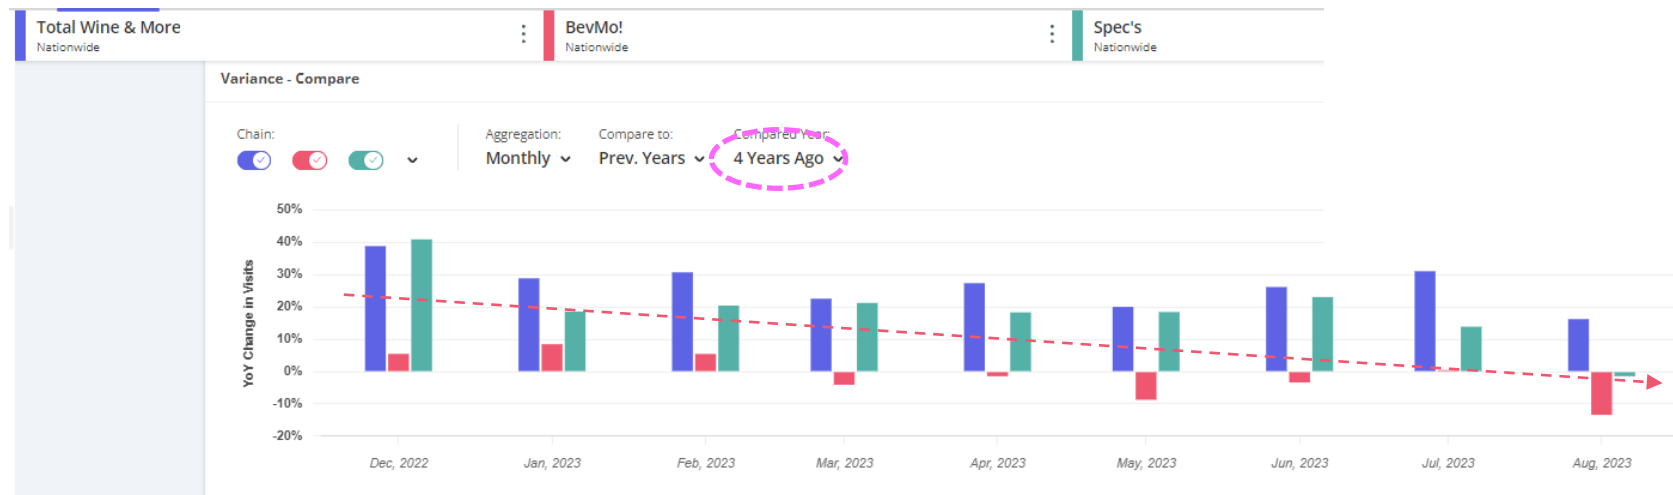 Total Wine & More
Nationwide
BevMo!
Nationwide
Spec's
Nationwide
Variance - Compare
Chain:
Aggregation:
Compare to:
Compared Year:
Monthly
Prev. Years
4 Years Ago
YoY Change in Visits
50%
40%
30%
20%
10%
0%
-10%
-20%
Dec, 2022
Jan, 2023
Feb, 2023
Mar, 2023
Apr, 2023
May, 2023
Jun, 2023
Jul, 2023
Aug, 2023